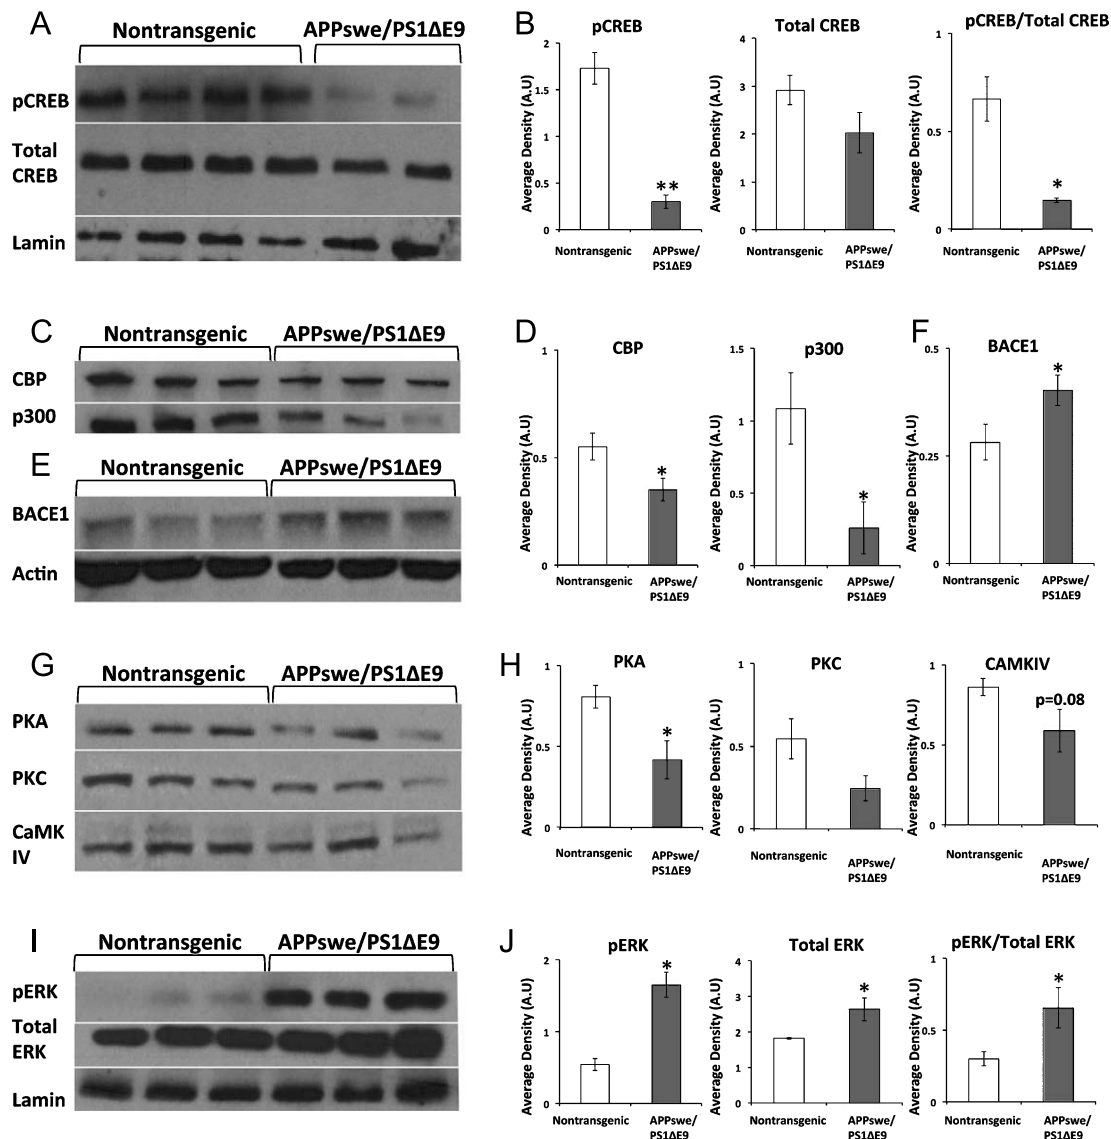 A
Nontransgenic APPswe/PS1ΔE9
pCREB
Total
CREB
Lamin
B
pCREB
Average Density (A.U)
2
1.5
1
0.5
0
**
Nontransgenic APPswe/
PS1ΔE9
Total CREB
Average Density (A.U)
4
3
2
1
0
Nontransgenic APPswe/
PS1ΔE9
pCREB/Total CREB
Average Density (A.U)
1
0.5
0
*
Nontransgenic APPswe/
PS1ΔE9
C
Nontransgenic APPswe/PS1ΔE9
CBP
p300
D
CBP
Average Density (A.U)
1
0.5
0
*
Nontransgenic APPswe/
PS1ΔE9
p300
Average Density (A.U)
1.5
1
0.5
0
*
Nontransgenic APPswe/
PS1ΔE9
E
Nontransgenic APPswe/PS1ΔE9
BACE1
Actin
F
BACE1
Average Density (A.U)
0.5
0.25
0
*
Nontransgenic APPswe/
PS1ΔE9
G
Nontransgenic APPswe/PS1ΔE9
PKA
PKC
CaMK
IV
H
PKA
Average Density (A.U)
1
0.5
0
*
Nontransgenic APPswe/
PS1ΔE9
PKC
Average Density (A.U)
1
0.5
0
Nontransgenic APPswe/
PS1ΔE9
CAMKIV
Average Density (A.U)
1
0.5
0
p=0.08
Nontransgenic APPswe/
PS1ΔE9
I
Nontransgenic APPswe/PS1ΔE9
pERK
Total
ERK
Lamin
J
pERK
Average Density (A.U)
2
1
0
*
Nontransgenic APPswe/
PS1ΔE9
Total ERK
Average Density (A.U)
4
3
2
1
0
*
Nontransgenic APPswe/
PS1ΔE9
pERK/Total ERK
Average Density (A.U)
1
0.5
0
*
Nontransgenic APPswe/
PS1ΔE9